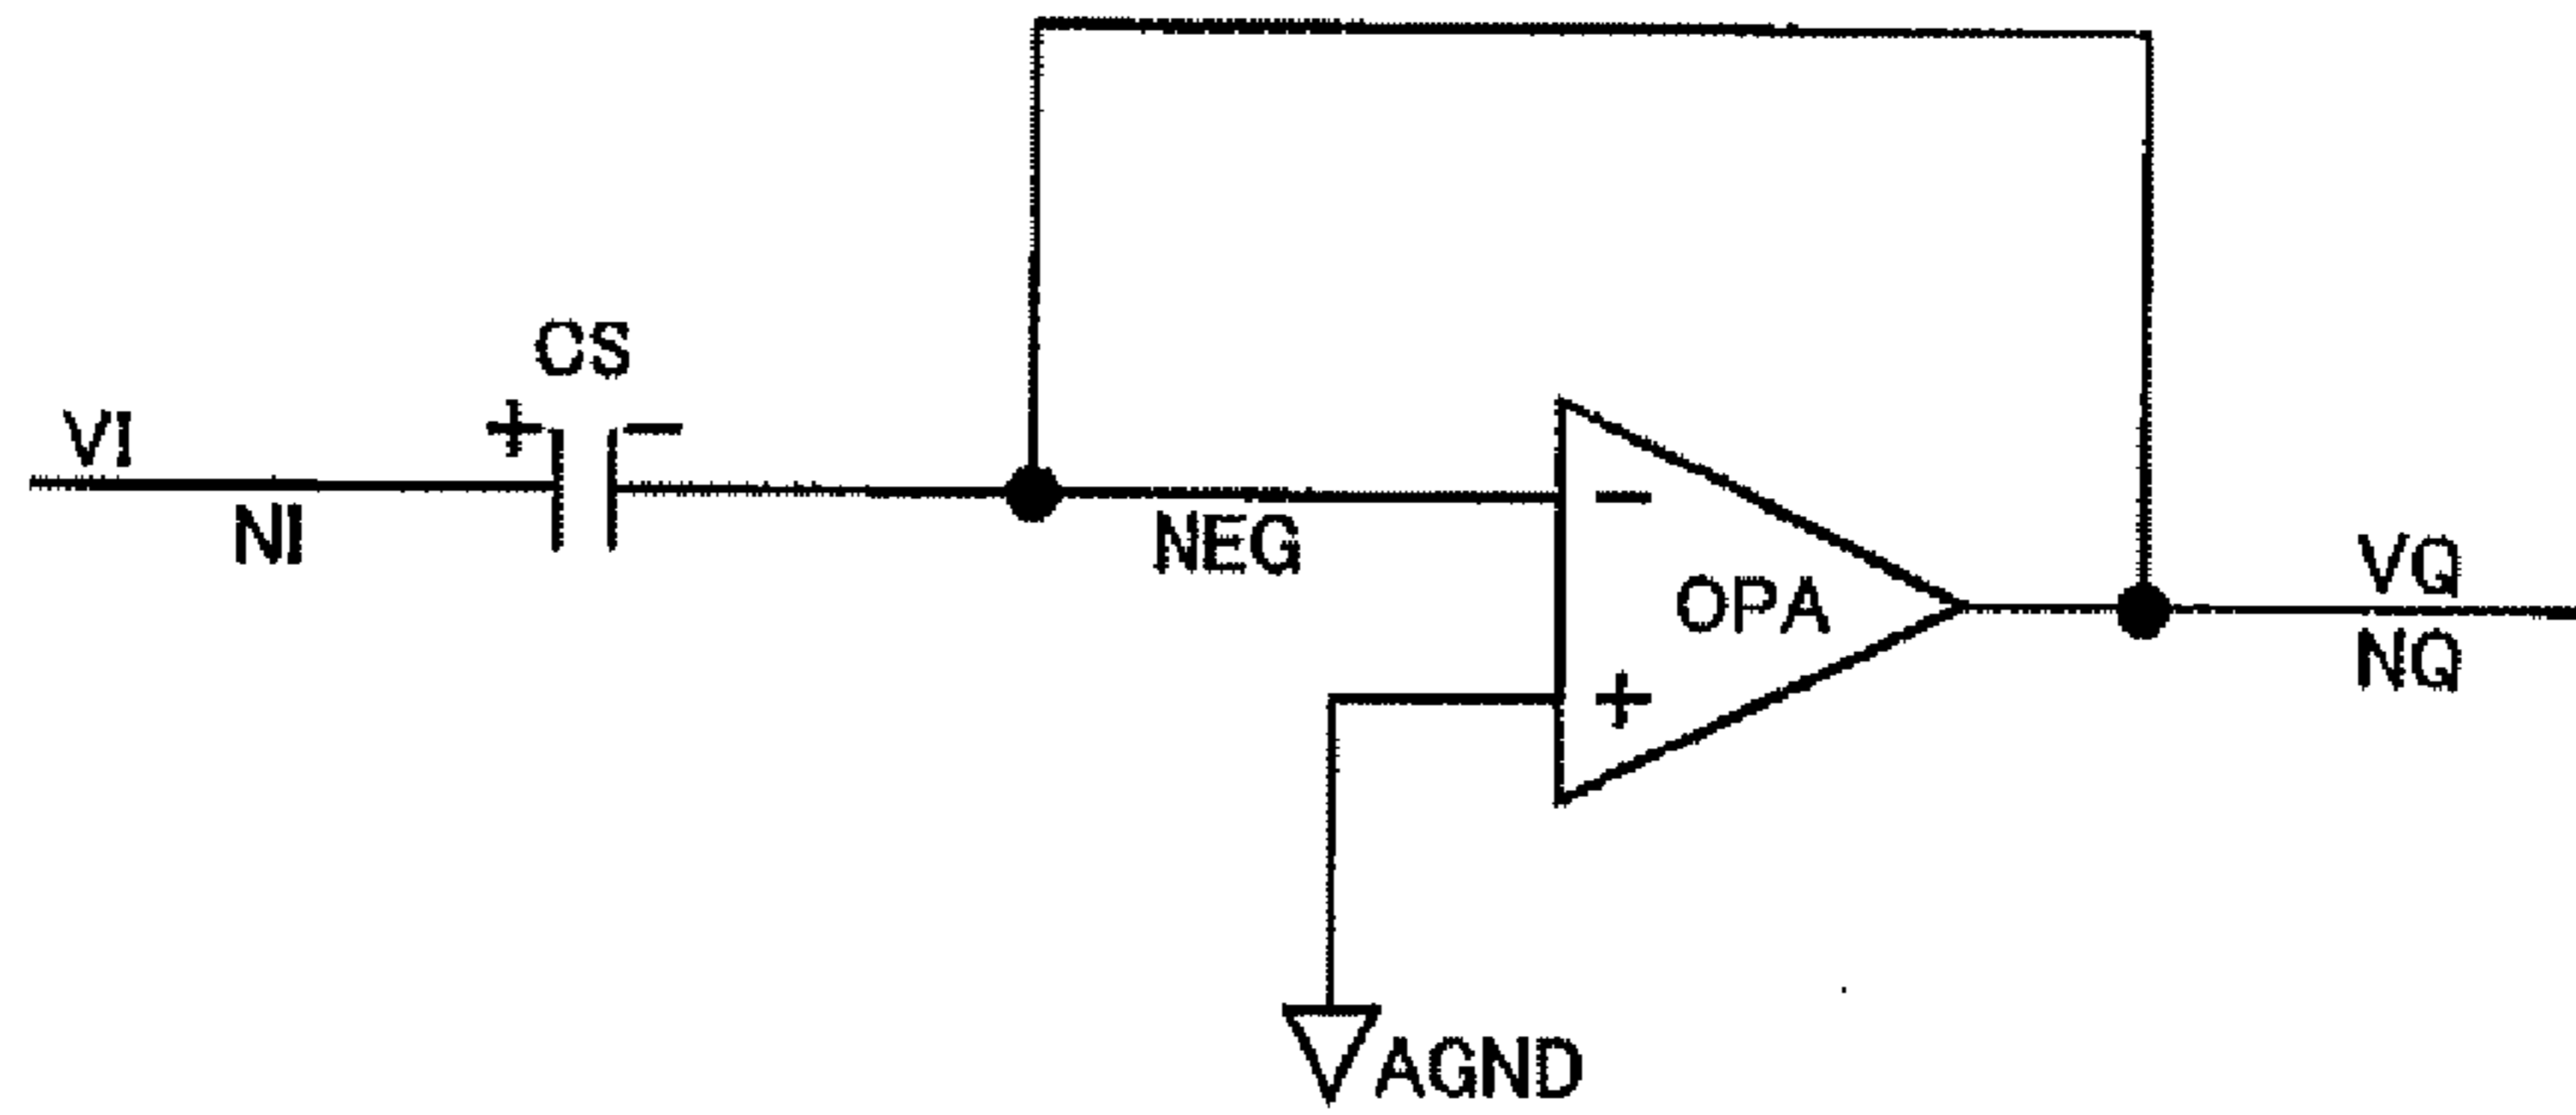 CS
+ −
VI
NI
NEG
−
OPA
+
VQ
NQ
AGND